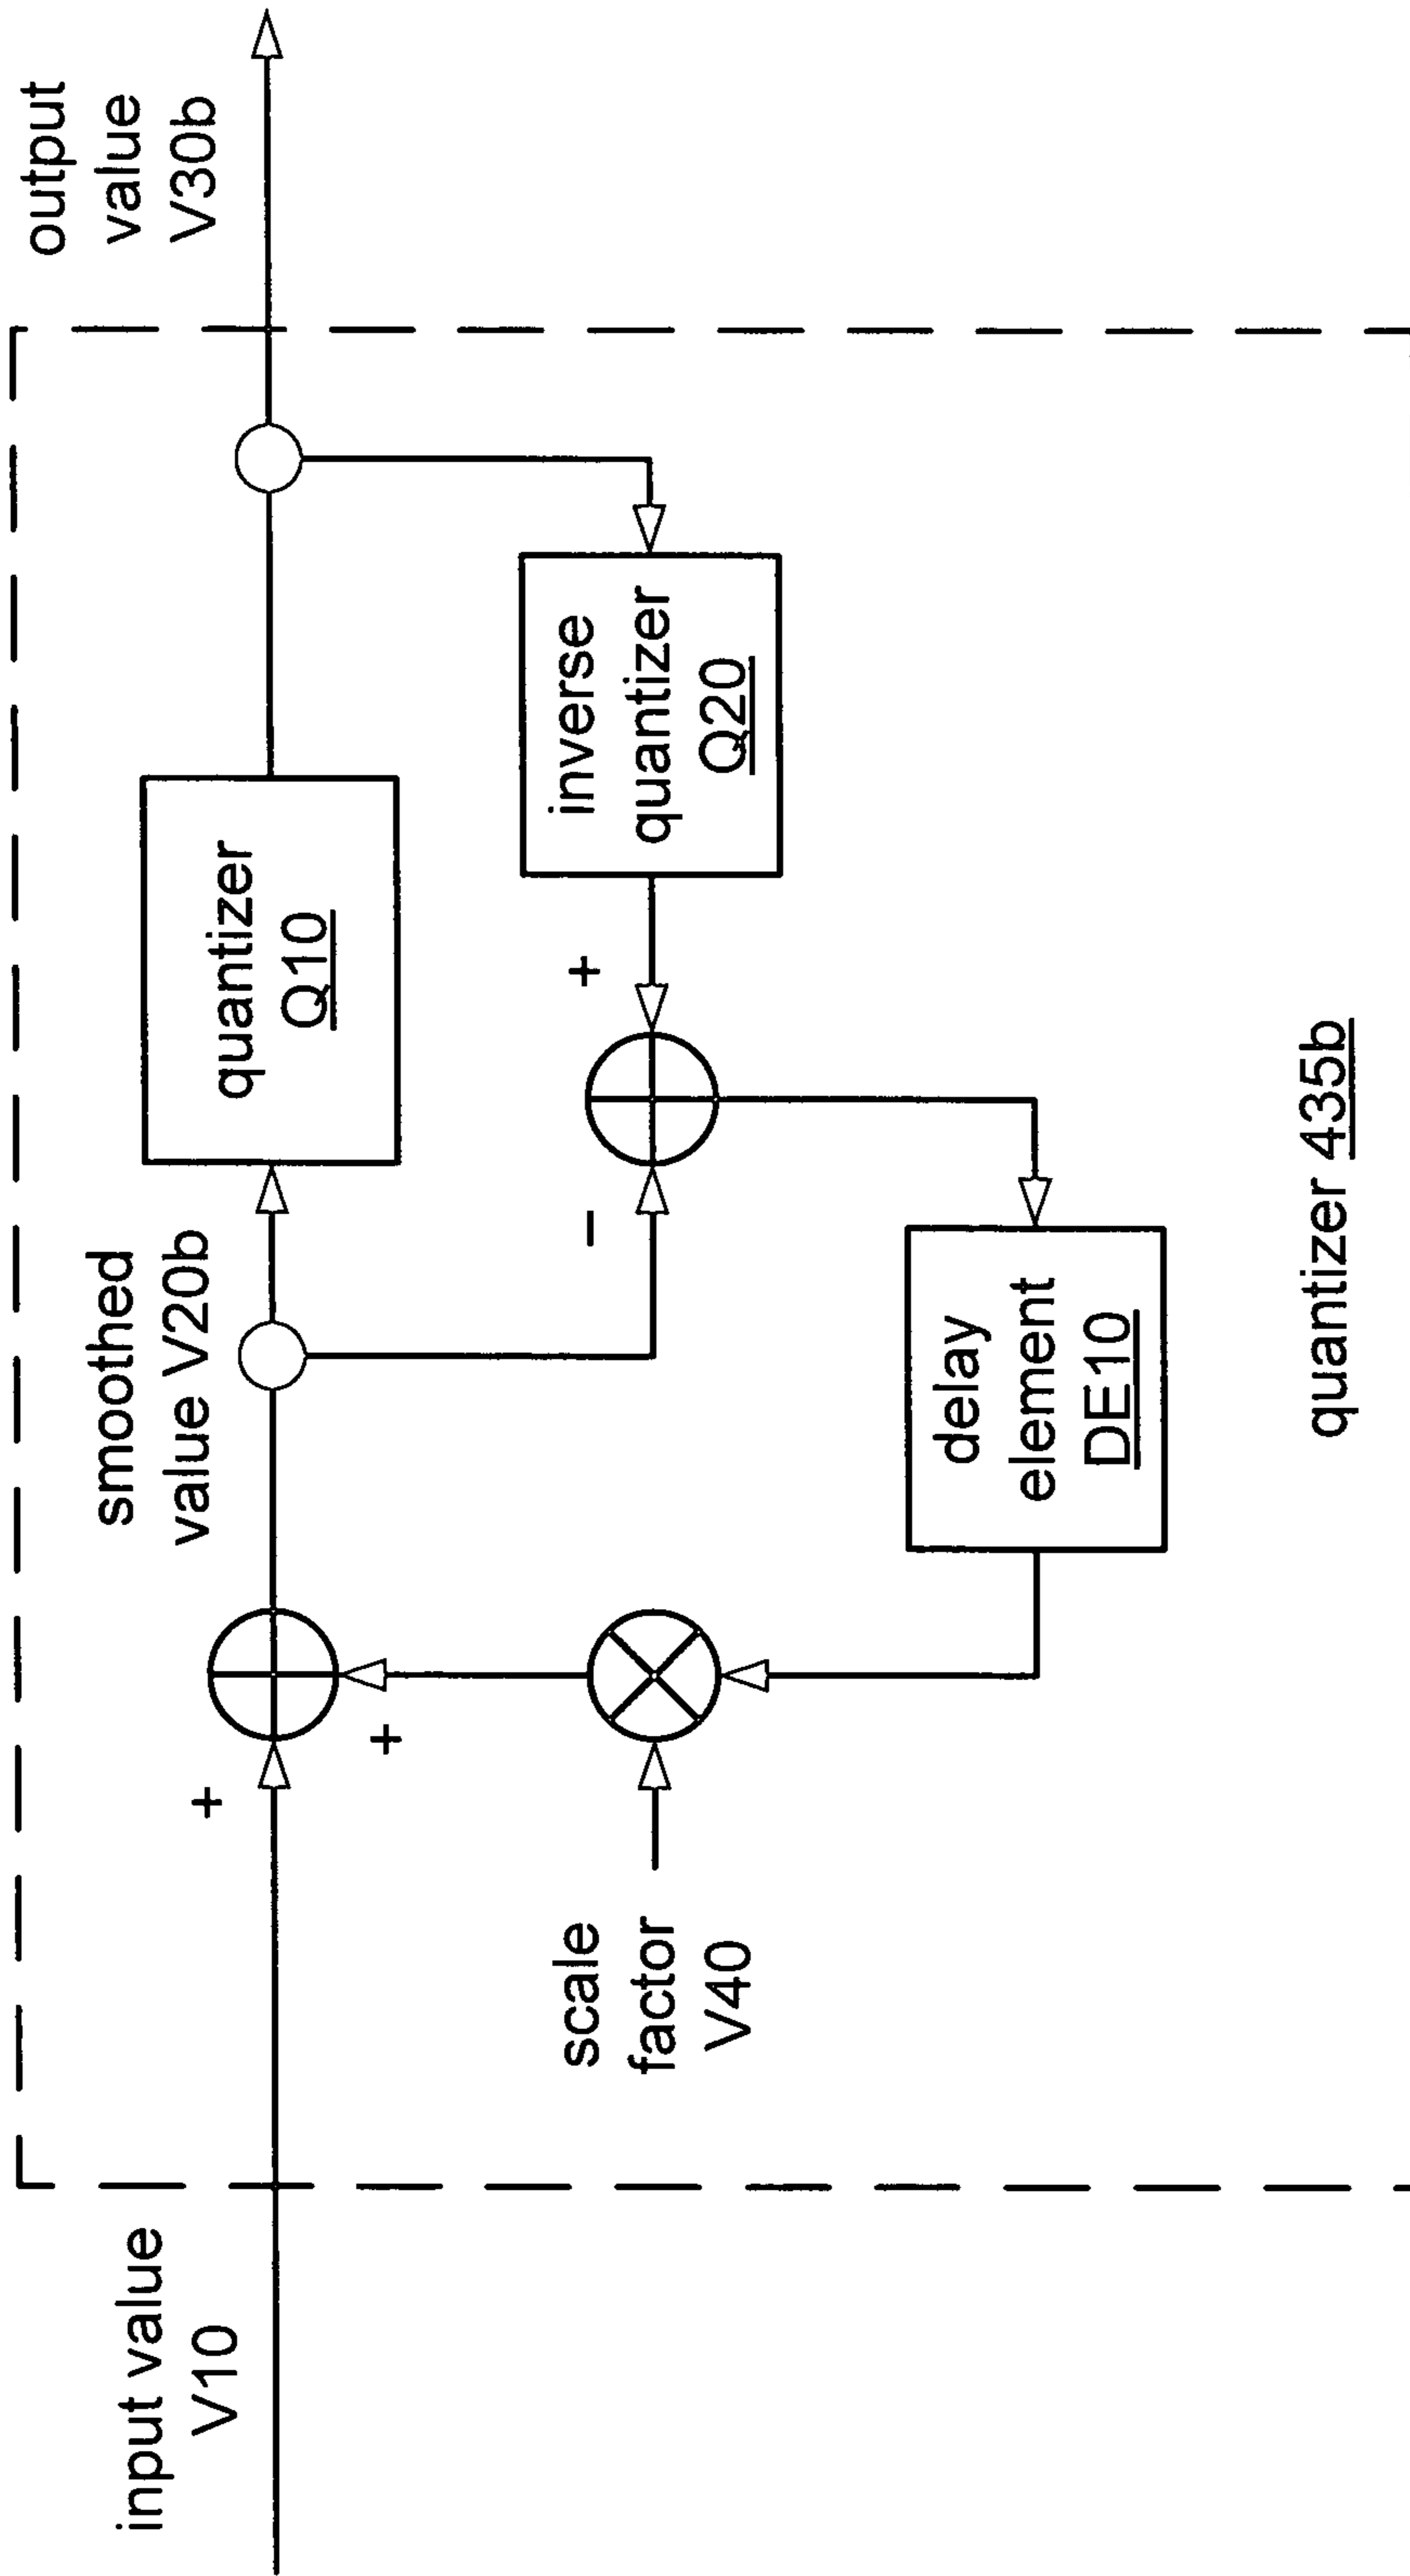 input value
V10
scale
factor
V40
+
+
smoothed
value V20b
quantizer
Q10
−
+
inverse
quantizer
Q20
delay
element
DE10
output
value
V30b
quantizer 435b